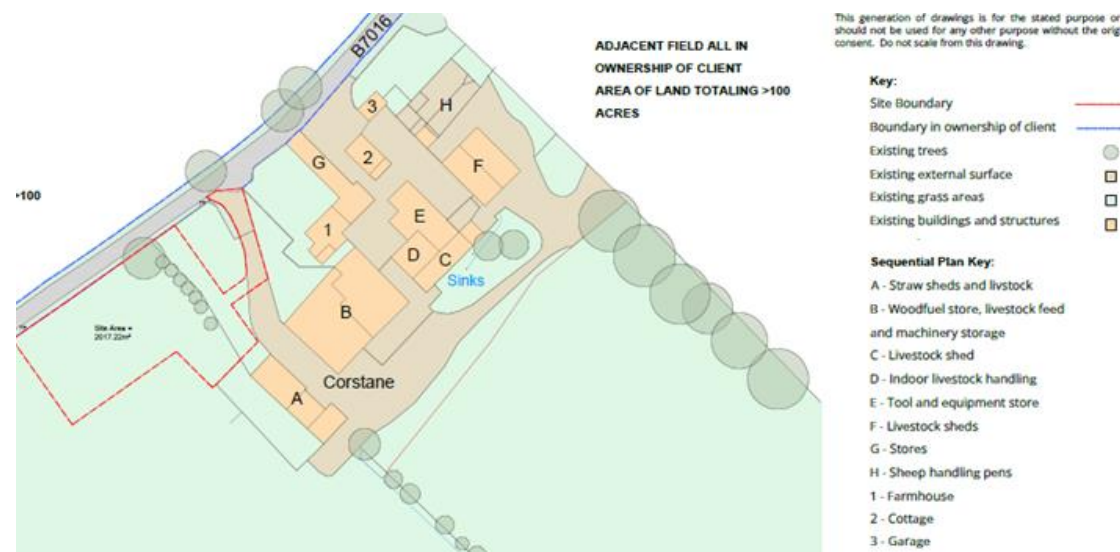 B7016
ADJACENT FIELD ALL IN
OWNERSHIP OF CLIENT
AREA OF LAND TOTALING >100
ACRES
>100
3
H
2
G
F
1
E
D
C
Sinks
B
Site Area =
2017.22m²
Corstane
A
This generation of drawings is for the stated purpose or
should not be used for any other purpose without the orig
consent. Do not scale from this drawing.
Key:
Site Boundary
Boundary in ownership of client
Existing trees
Existing external surface
Existing grass areas
Existing buildings and structures
Sequential Plan Key:
A - Straw sheds and livstock
B - Woodfuel store, livestock feed
and machinery storage
C - Livestock shed
D - Indoor livestock handling
E - Tool and equipment store
F - Livestock sheds
G - Stores
H - Sheep handling pens
1 - Farmhouse
2 - Cottage
3 - Garage